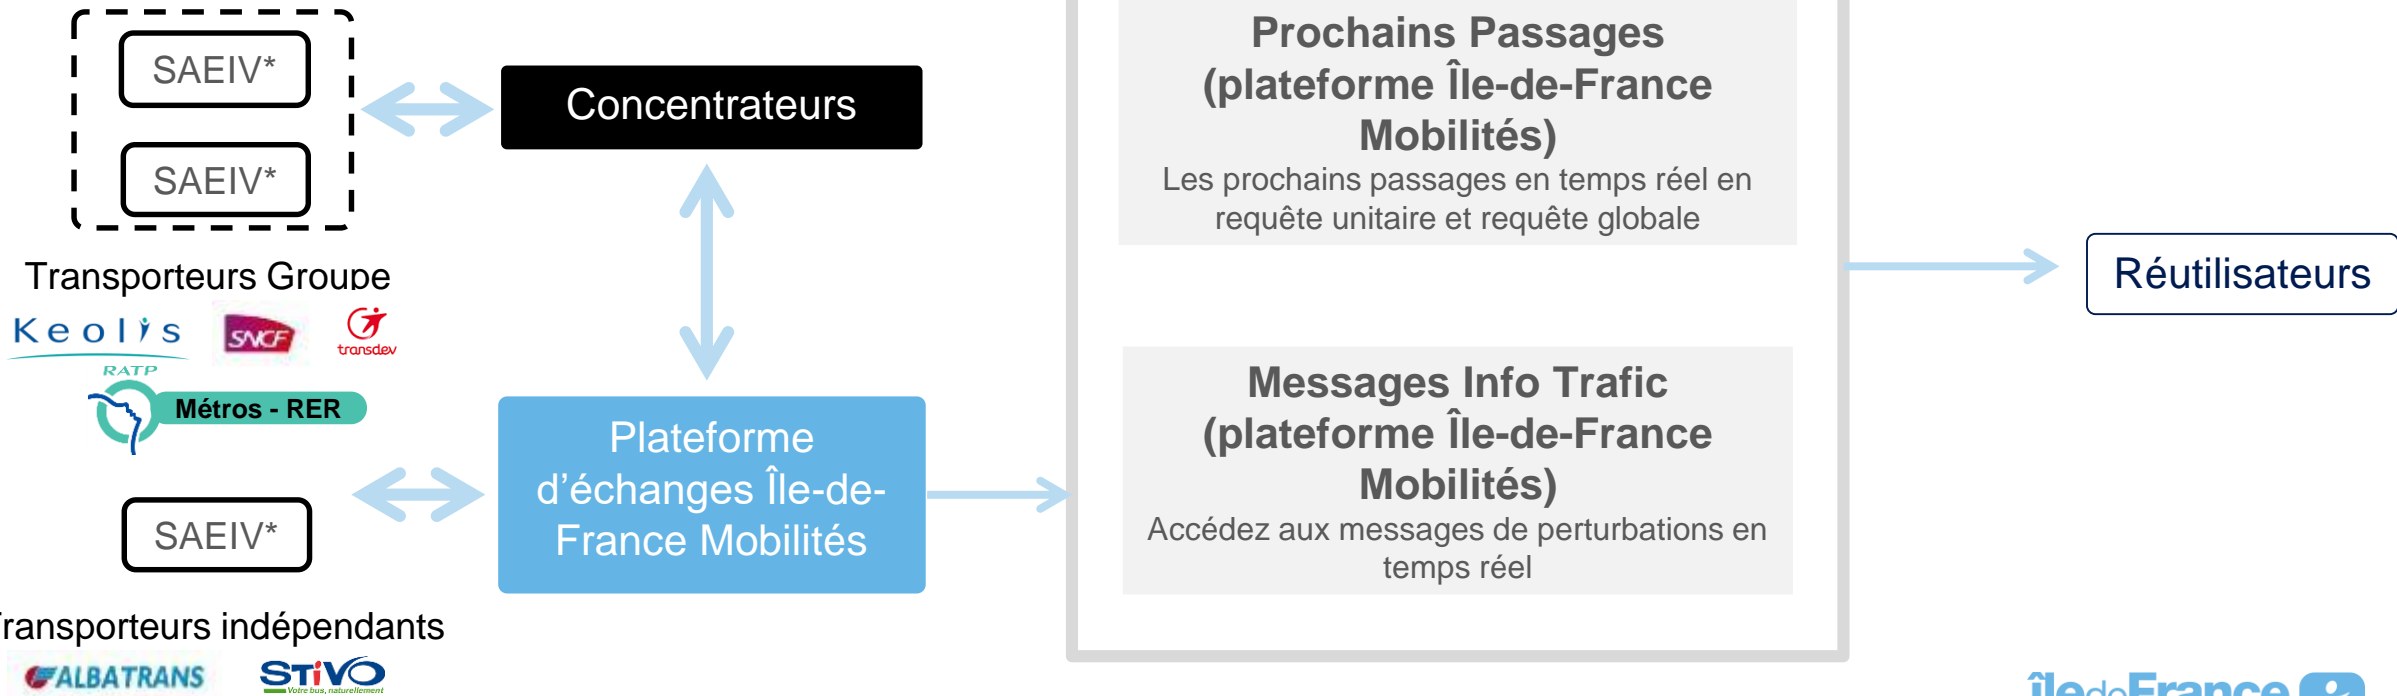 SAEIV*
SAEIV*
Transporteurs Groupe
Keolis
SNCF
transdev
RATP
Métros - RER
SAEIV*
Transporteurs indépendants
ALBATRANS
STiVO
Votre bus, naturellement
Concentrateurs
Plateforme
d’échanges Île-de-
France Mobilités
Prochains Passages
(plateforme Île-de-France
Mobilités)
Les prochains passages en temps réel en
requête unitaire et requête globale
Messages Info Trafic
(plateforme Île-de-France
Mobilités)
Accédez aux messages de perturbations en
temps réel
Réutilisateurs
îledeFrance